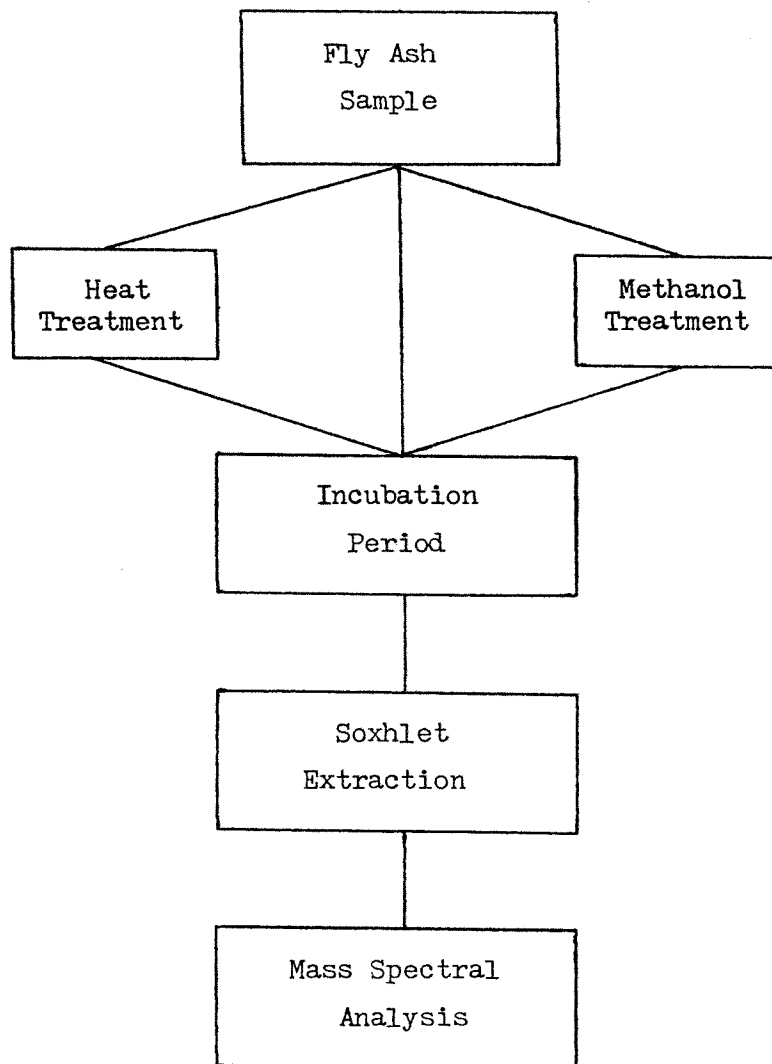 Fly Ash
Sample
Heat
Treatment
Methanol
Treatment
Incubation
Period
Soxhlet
Extraction
Mass Spectral
Analysis